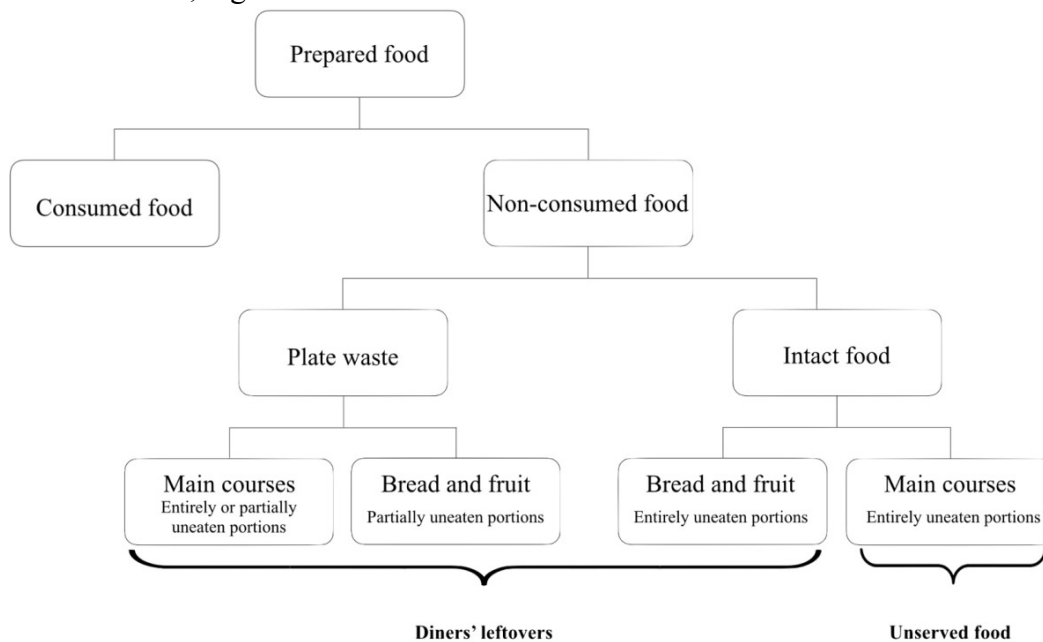 Prepared food
Consumed food
Non-consumed food
Plate waste
Intact food
Main courses
Entirely or partially
uneaten portions
Bread and fruit
Partially uneaten portions
Bread and fruit
Entirely uneaten portions
Main courses
Entirely uneaten portions
Diners’ leftovers
Unserved food